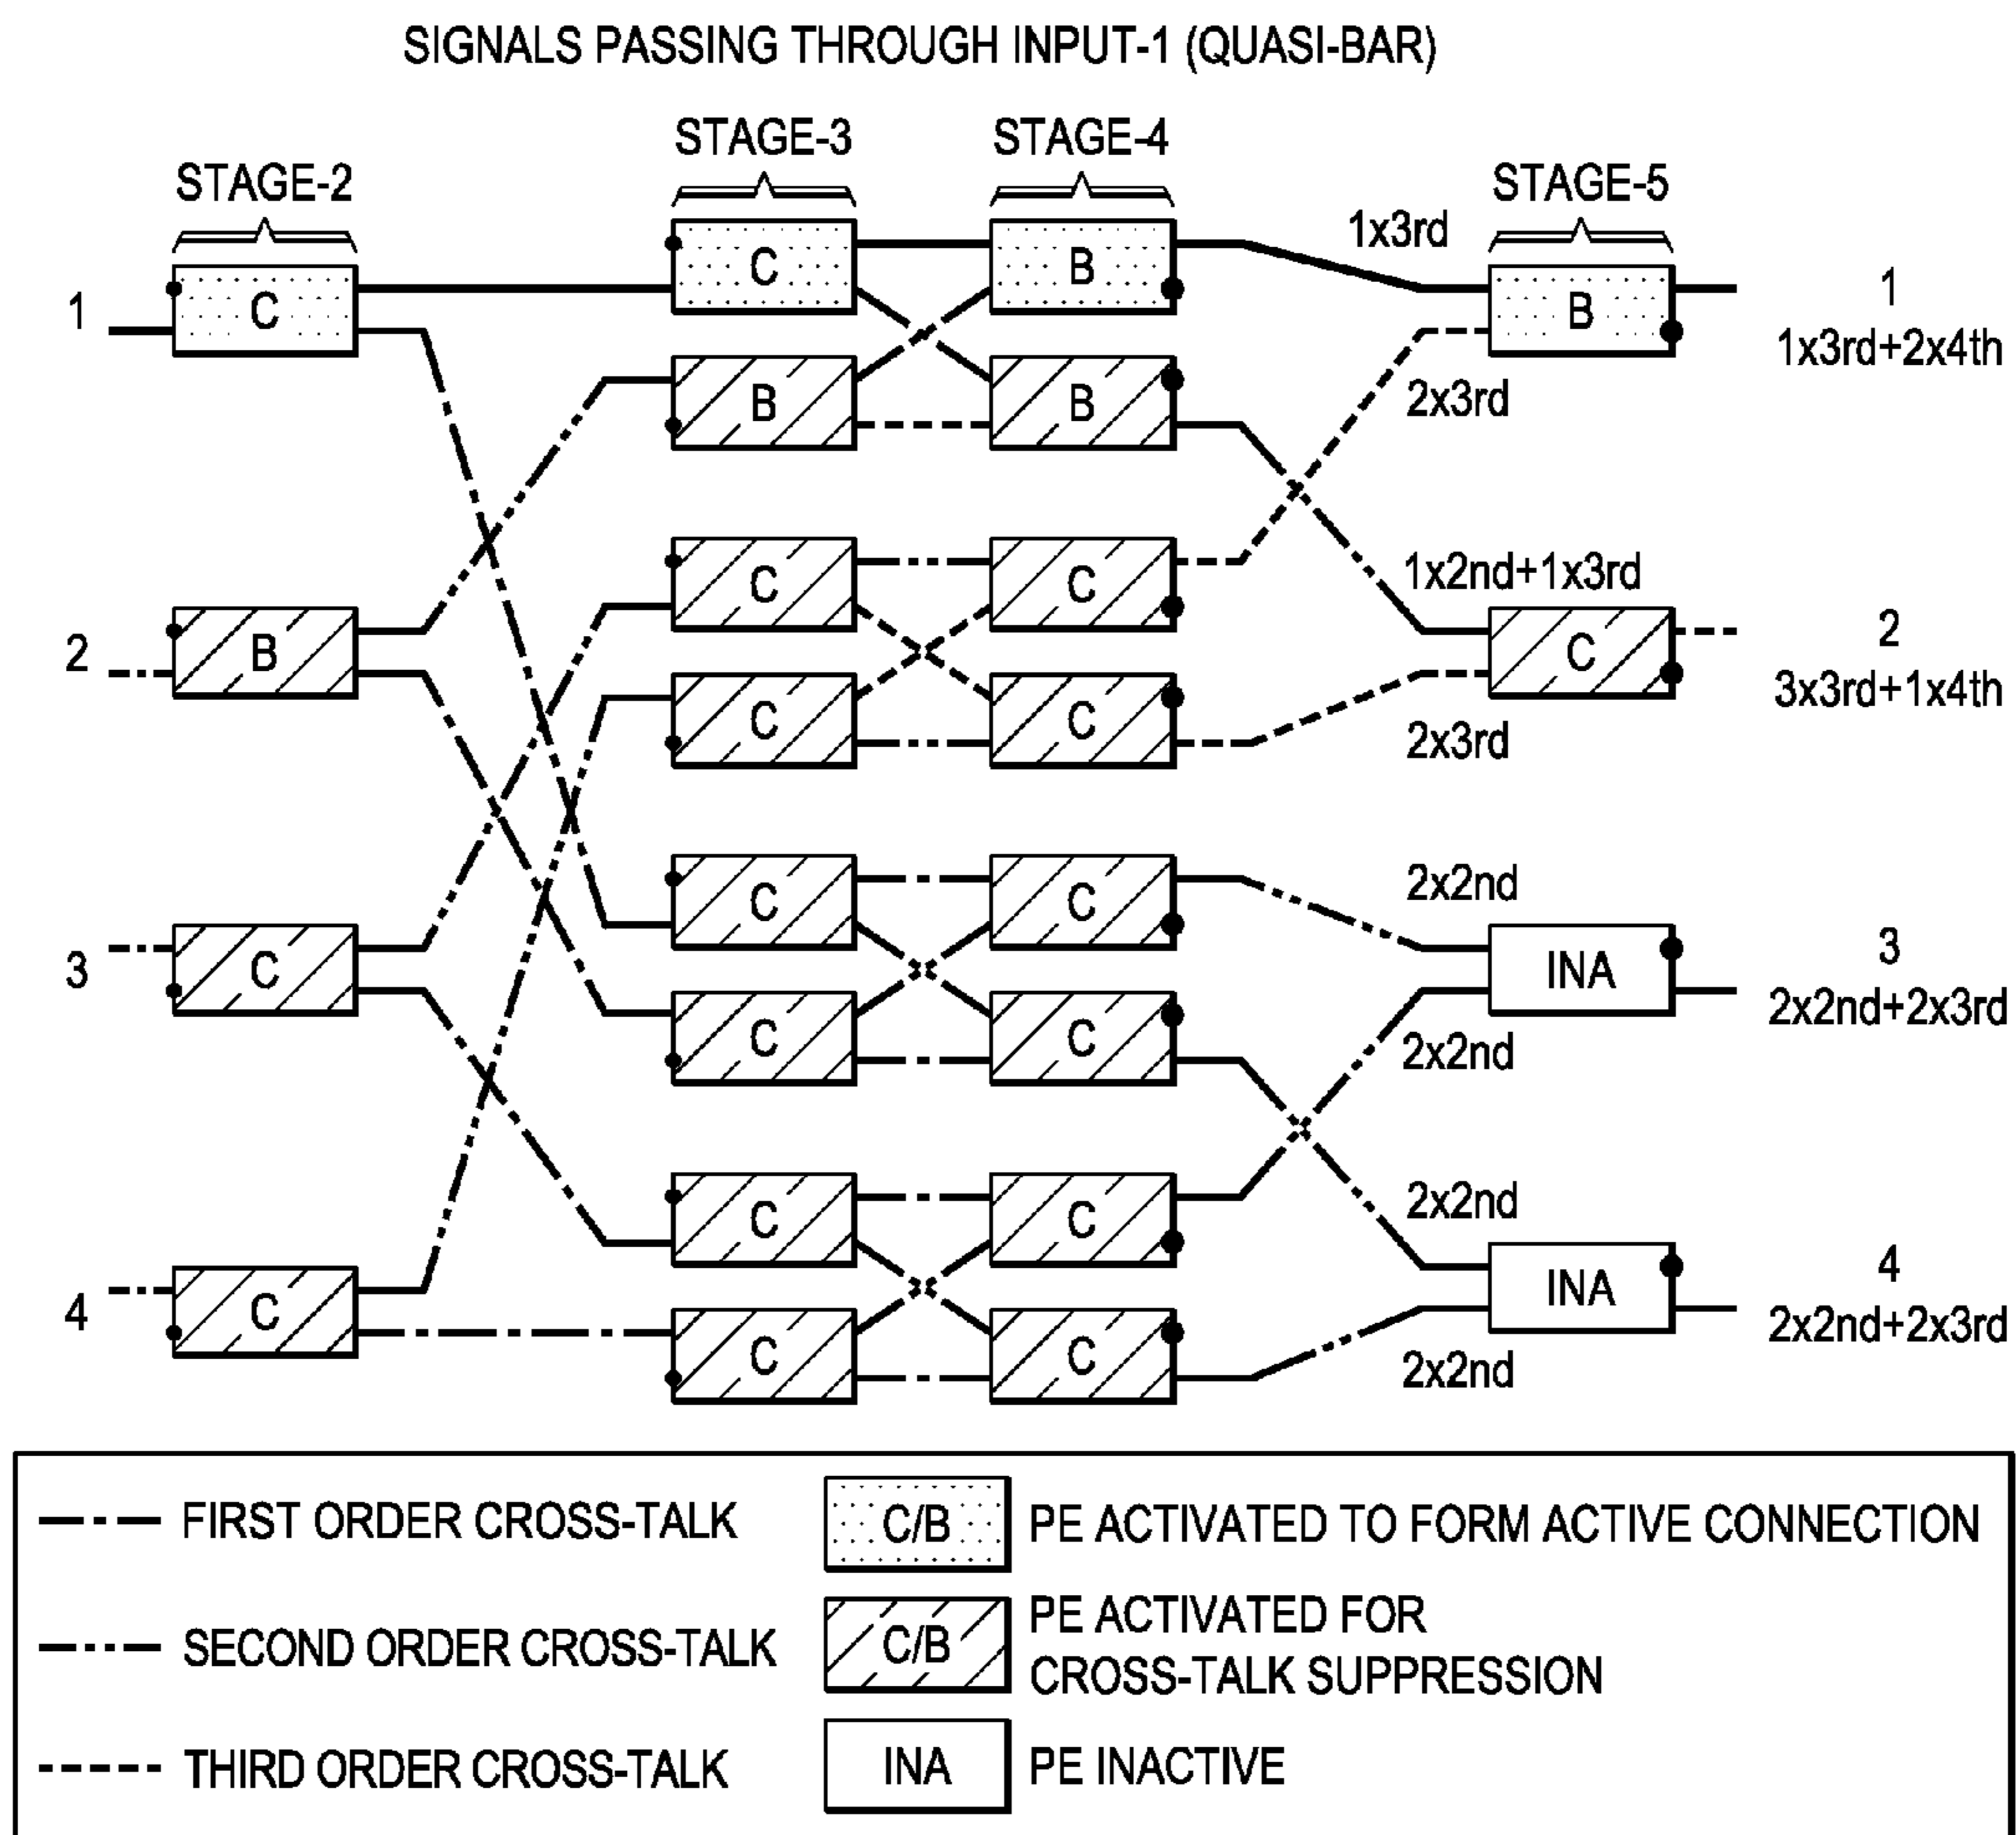 SIGNALS PASSING THROUGH INPUT-1 (QUASI-BAR)
STAGE-2
STAGE-3
STAGE-4
STAGE-5
1
C
C
B
1x3rd
B
1
1x3rd+2x4th
B
B
2x3rd
2
B
C
C
1x2nd+1x3rd
C
2
3x3rd+1x4th
C
C
2x3rd
3
C
C
C
2x2nd
INA
3
2x2nd+2x3rd
C
C
2x2nd
4
C
C
C
2x2nd
INA
4
2x2nd+2x3rd
C
C
2x2nd
FIRST ORDER CROSS-TALK
SECOND ORDER CROSS-TALK
THIRD ORDER CROSS-TALK
C/B
PE ACTIVATED TO FORM ACTIVE CONNECTION
C/B
PE ACTIVATED FOR
CROSS-TALK SUPPRESSION
INA
PE INACTIVE